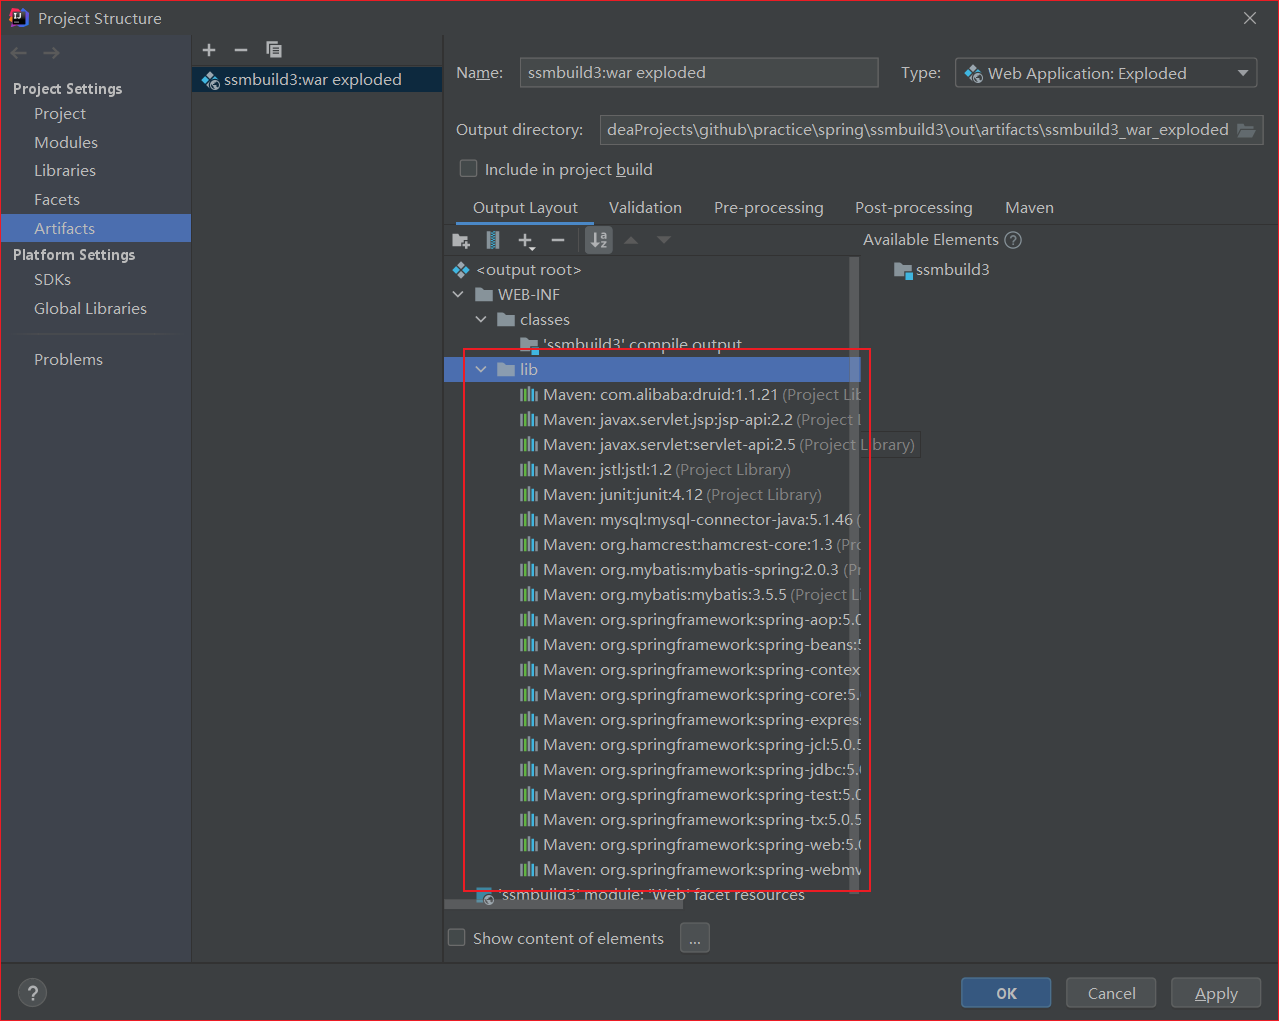 Project Structure
Project Settings
Project
Modules
Libraries
Facets
Artifacts
Platform Settings
SDKs
Global Libraries
Problems
ssmbuild3:war exploded
Name: ssmbuild3:war exploded
Type: Web Application: Exploded
Output directory: deaProjects\github\practice\spring\ssmbuild3\out\artifacts\ssmbuild3_war_exploded
Include in project build
Output Layout Validation Pre-processing Post-processing Maven
Available Elements ?
<output root>
ssmbuild3
WEB-INF
classes
'ssmbuild3' compile output
lib
Maven: com.alibaba:druid:1.1.21 (Project Lib
Maven: javax.servlet.jsp:jsp-api:2.2 (Project L
Maven: javax.servlet:servlet-api:2.5 (Project Library)
Maven: jstl:jstl:1.2 (Project Library)
Maven: junit:junit:4.12 (Project Library)
Maven: mysql:mysql-connector-java:5.1.46 (
Maven: org.hamcrest:hamcrest-core:1.3 (Pro
Maven: org.mybatis:mybatis-spring:2.0.3 (Pr
Maven: org.mybatis:mybatis:3.5.5 (Project Li
Maven: org.springframework:spring-aop:5.0
Maven: org.springframework:spring-beans:5
Maven: org.springframework:spring-contex
Maven: org.springframework:spring-core:5.
Maven: org.springframework:spring-express
Maven: org.springframework:spring-jcl:5.0.5
Maven: org.springframework:spring-jdbc:5.0
Maven: org.springframework:spring-test:5.0
Maven: org.springframework:spring-tx:5.0.5
Maven: org.springframework:spring-web:5.0
Maven: org.springframework:spring-webmv
'ssmbuild3' module: 'Web' facet resources
Show content of elements ...
? OK Cancel Apply